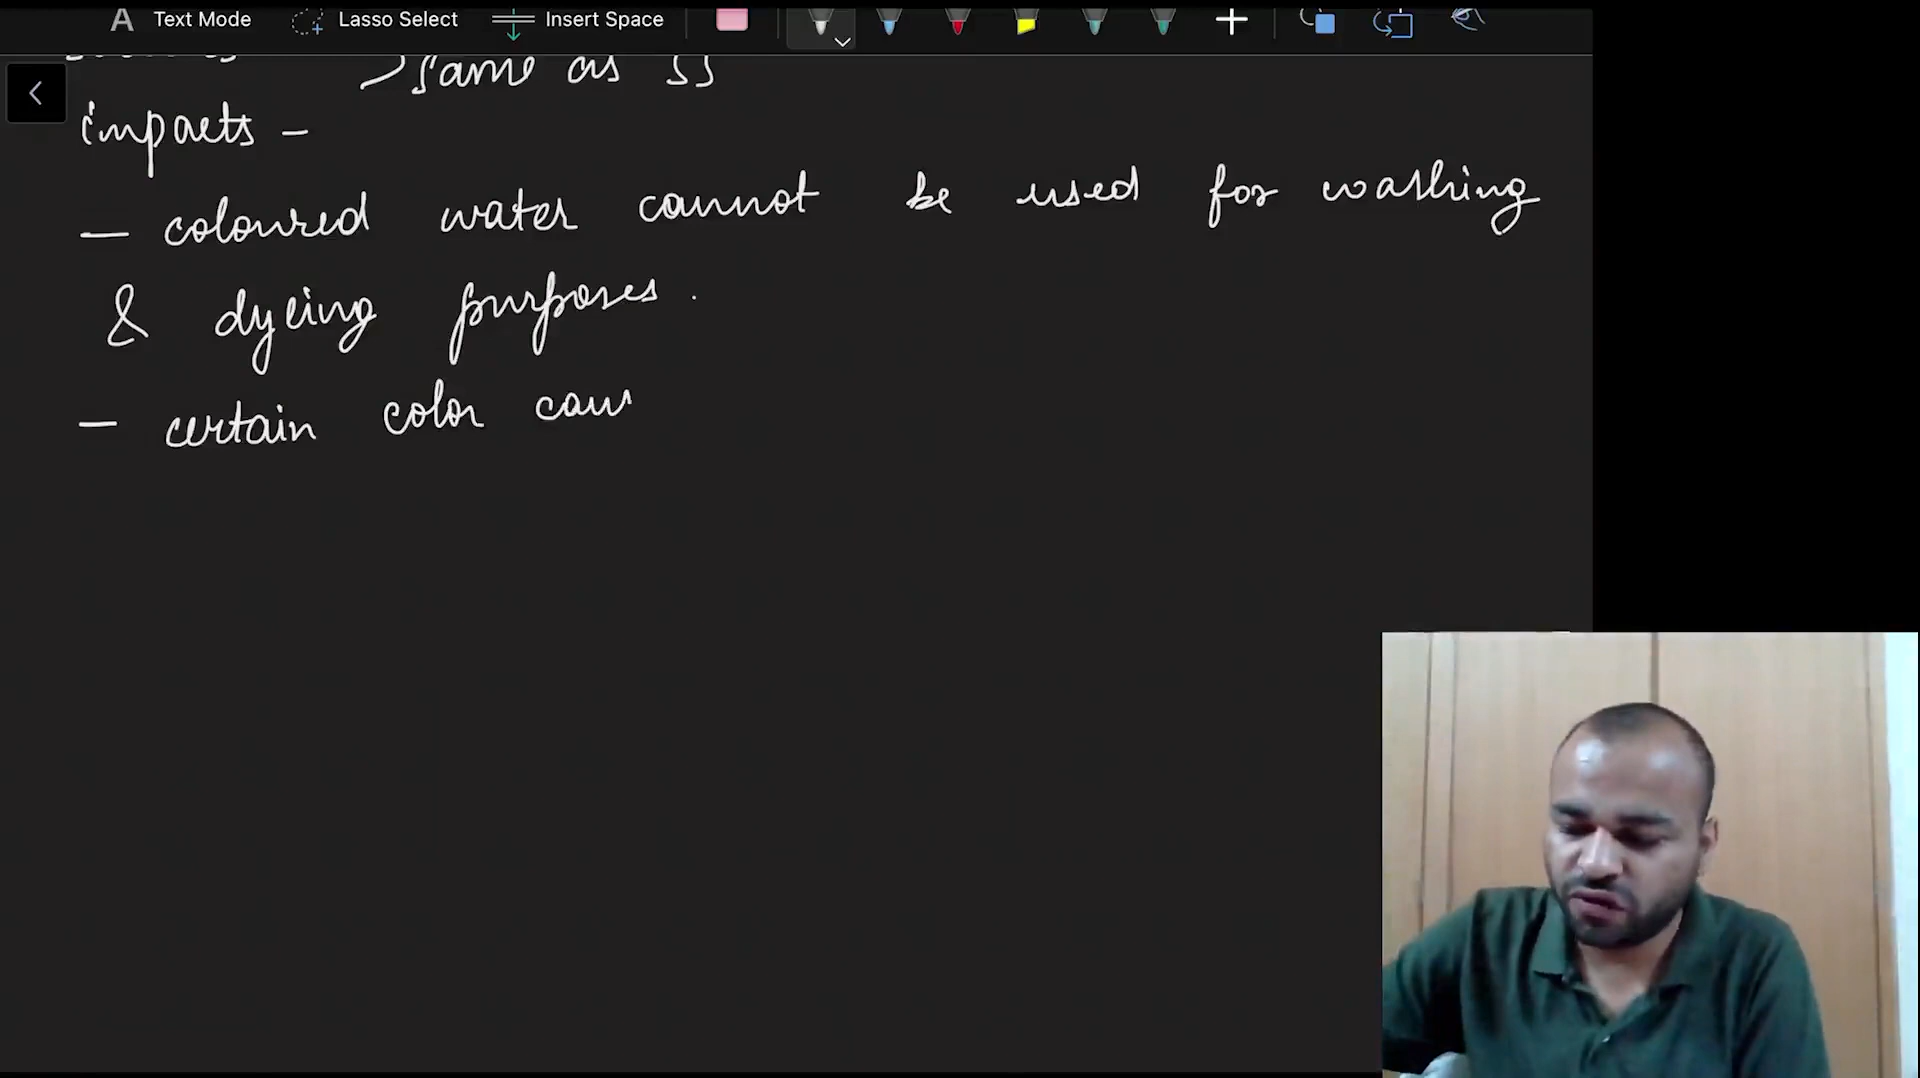 Text Mode Lasso Select Insert Space
>Same as SS
impacts -
- coloured water cannot be used for washing
& dyeing purposes.
- certain color caus